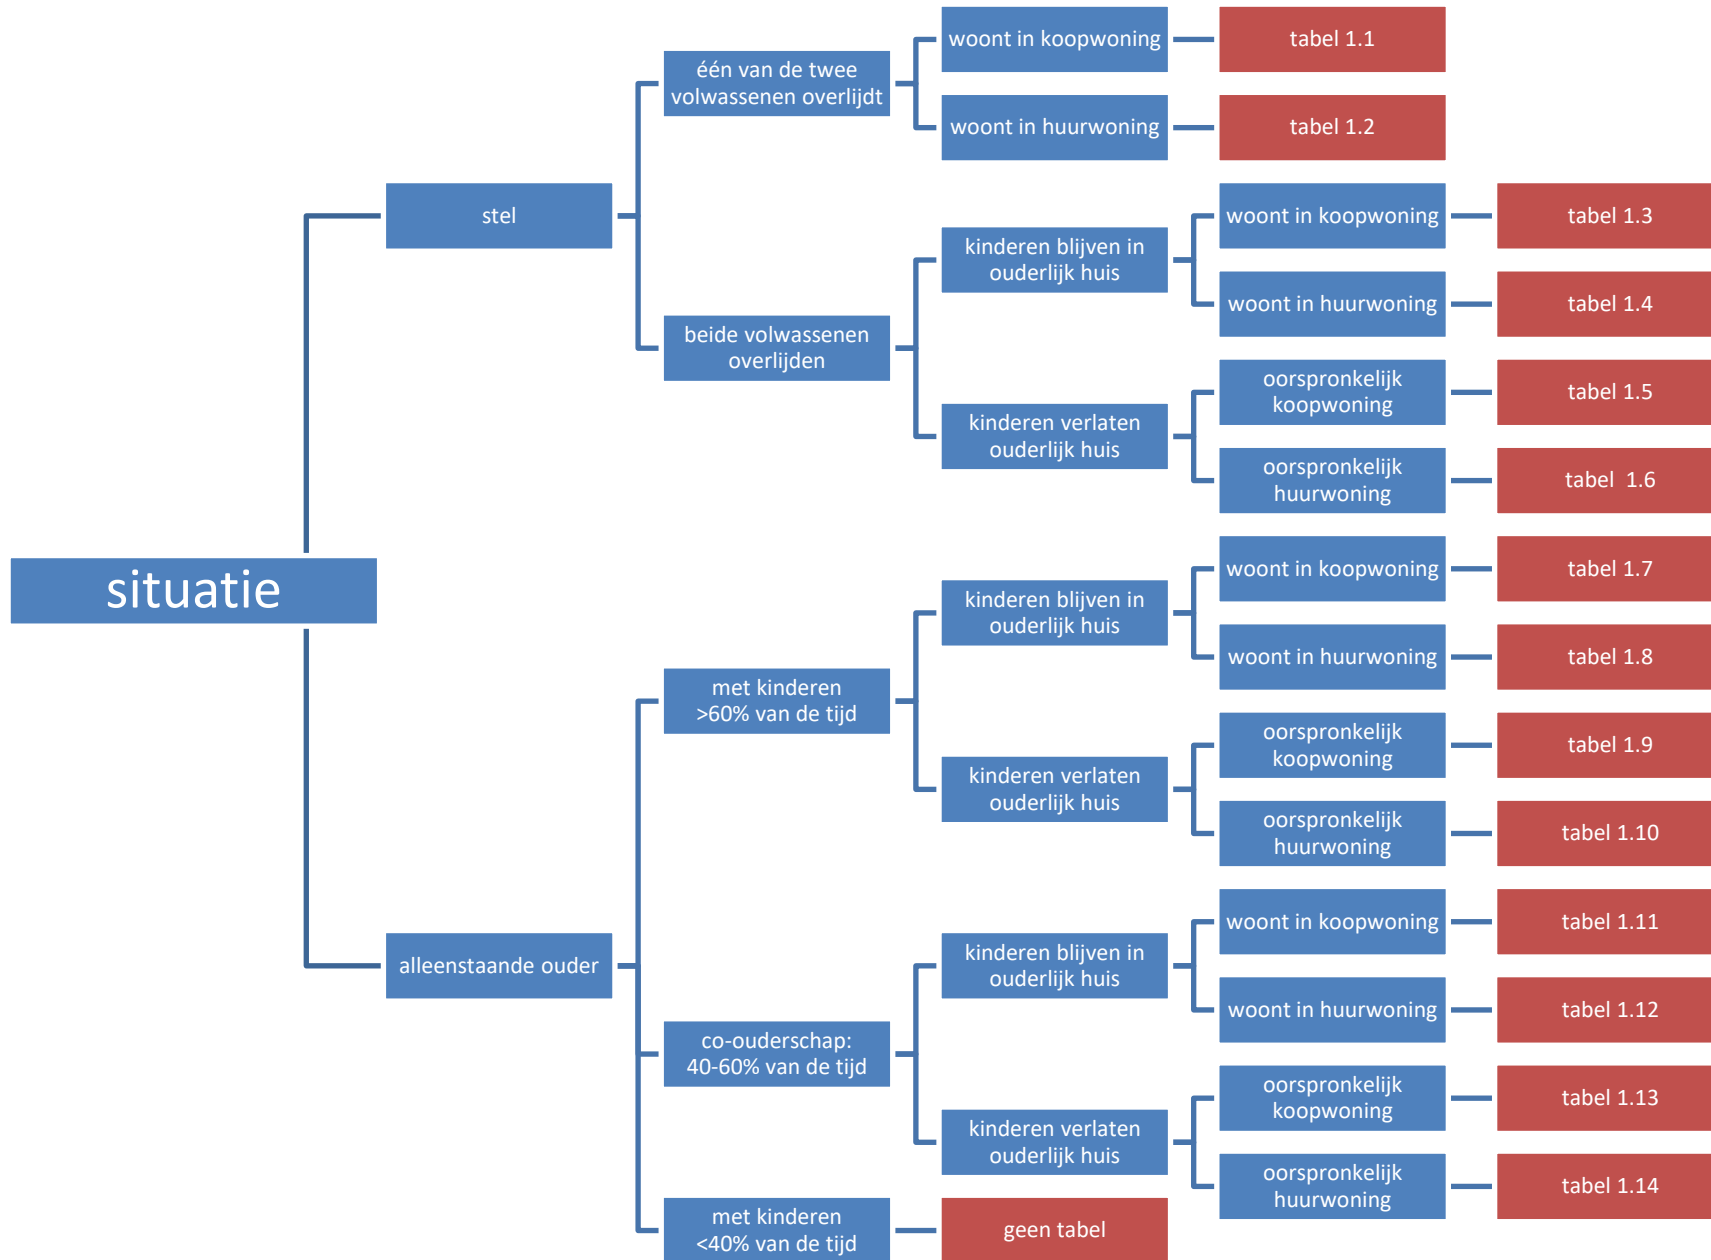 situatie
stel
één van de twee
volwassenen overlijdt
woont in koopwoning
tabel 1.1
woont in huurwoning
tabel 1.2
beide volwassenen
overlijden
kinderen blijven in
ouderlijk huis
woont in koopwoning
tabel 1.3
woont in huurwoning
tabel 1.4
kinderen verlaten
ouderlijk huis
oorspronkelijk
koopwoning
tabel 1.5
oorspronkelijk
huurwoning
tabel 1.6
alleenstaande ouder
met kinderen
>60% van de tijd
kinderen blijven in
ouderlijk huis
woont in koopwoning
tabel 1.7
woont in huurwoning
tabel 1.8
kinderen verlaten
ouderlijk huis
oorspronkelijk
koopwoning
tabel 1.9
oorspronkelijk
huurwoning
tabel 1.10
co-ouderschap:
40-60% van de tijd
kinderen blijven in
ouderlijk huis
woont in koopwoning
tabel 1.11
woont in huurwoning
tabel 1.12
kinderen verlaten
ouderlijk huis
oorspronkelijk
koopwoning
tabel 1.13
oorspronkelijk
huurwoning
tabel 1.14
met kinderen
<40% van de tijd
geen tabel